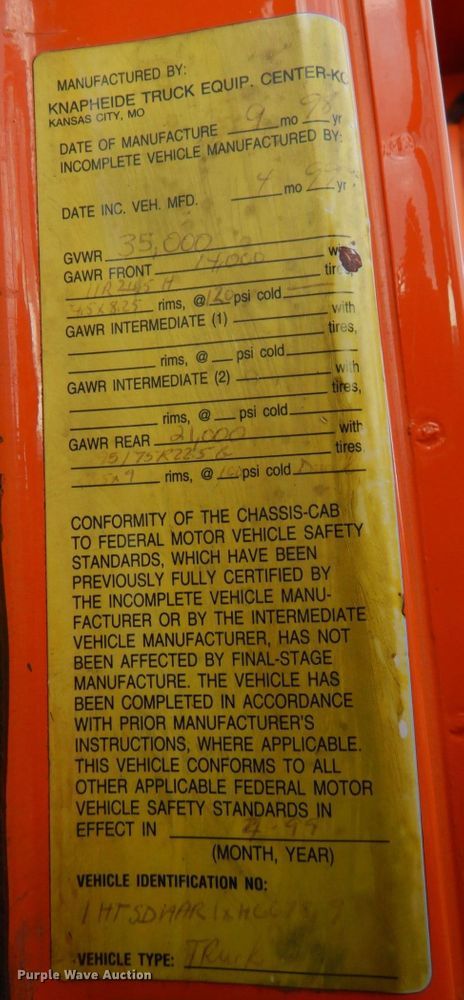 MANUFACTURED BY:
KNAPHEIDE TRUCK EQUIP. CENTER-KC
KANSAS CITY, MO
DATE OF MANUFACTURE 9 mo 98 yr
INCOMPLETE VEHICLE MANUFACTURED BY:
DATE INC. VEH. MFD. 4 mo yr
GVWR 35,000
GAWR FRONT 14,000 with
tires
rims, @ 120 psi cold
GAWR INTERMEDIATE (1) with
tires,
rims, @ psi cold
GAWR INTERMEDIATE (2) with
tires,
rims, @ psi cold
GAWR REAR 21,000 with
tires
rims, @ psi cold
CONFORMITY OF THE CHASSIS-CAB
TO FEDERAL MOTOR VEHICLE SAFETY
STANDARDS, WHICH HAVE BEEN
PREVIOUSLY FULLY CERTIFIED BY
THE INCOMPLETE VEHICLE MANU-
FACTURER OR BY THE INTERMEDIATE
VEHICLE MANUFACTURER, HAS NOT
BEEN AFFECTED BY FINAL-STAGE
MANUFACTURE. THE VEHICLE HAS
BEEN COMPLETED IN ACCORDANCE
WITH PRIOR MANUFACTURER'S
INSTRUCTIONS, WHERE APPLICABLE.
THIS VEHICLE CONFORMS TO ALL
OTHER APPLICABLE FEDERAL MOTOR
VEHICLE SAFETY STANDARDS IN
EFFECT IN
(MONTH, YEAR)
VEHICLE IDENTIFICATION NO:
VEHICLE TYPE: TRuck
Purple Wave Auction